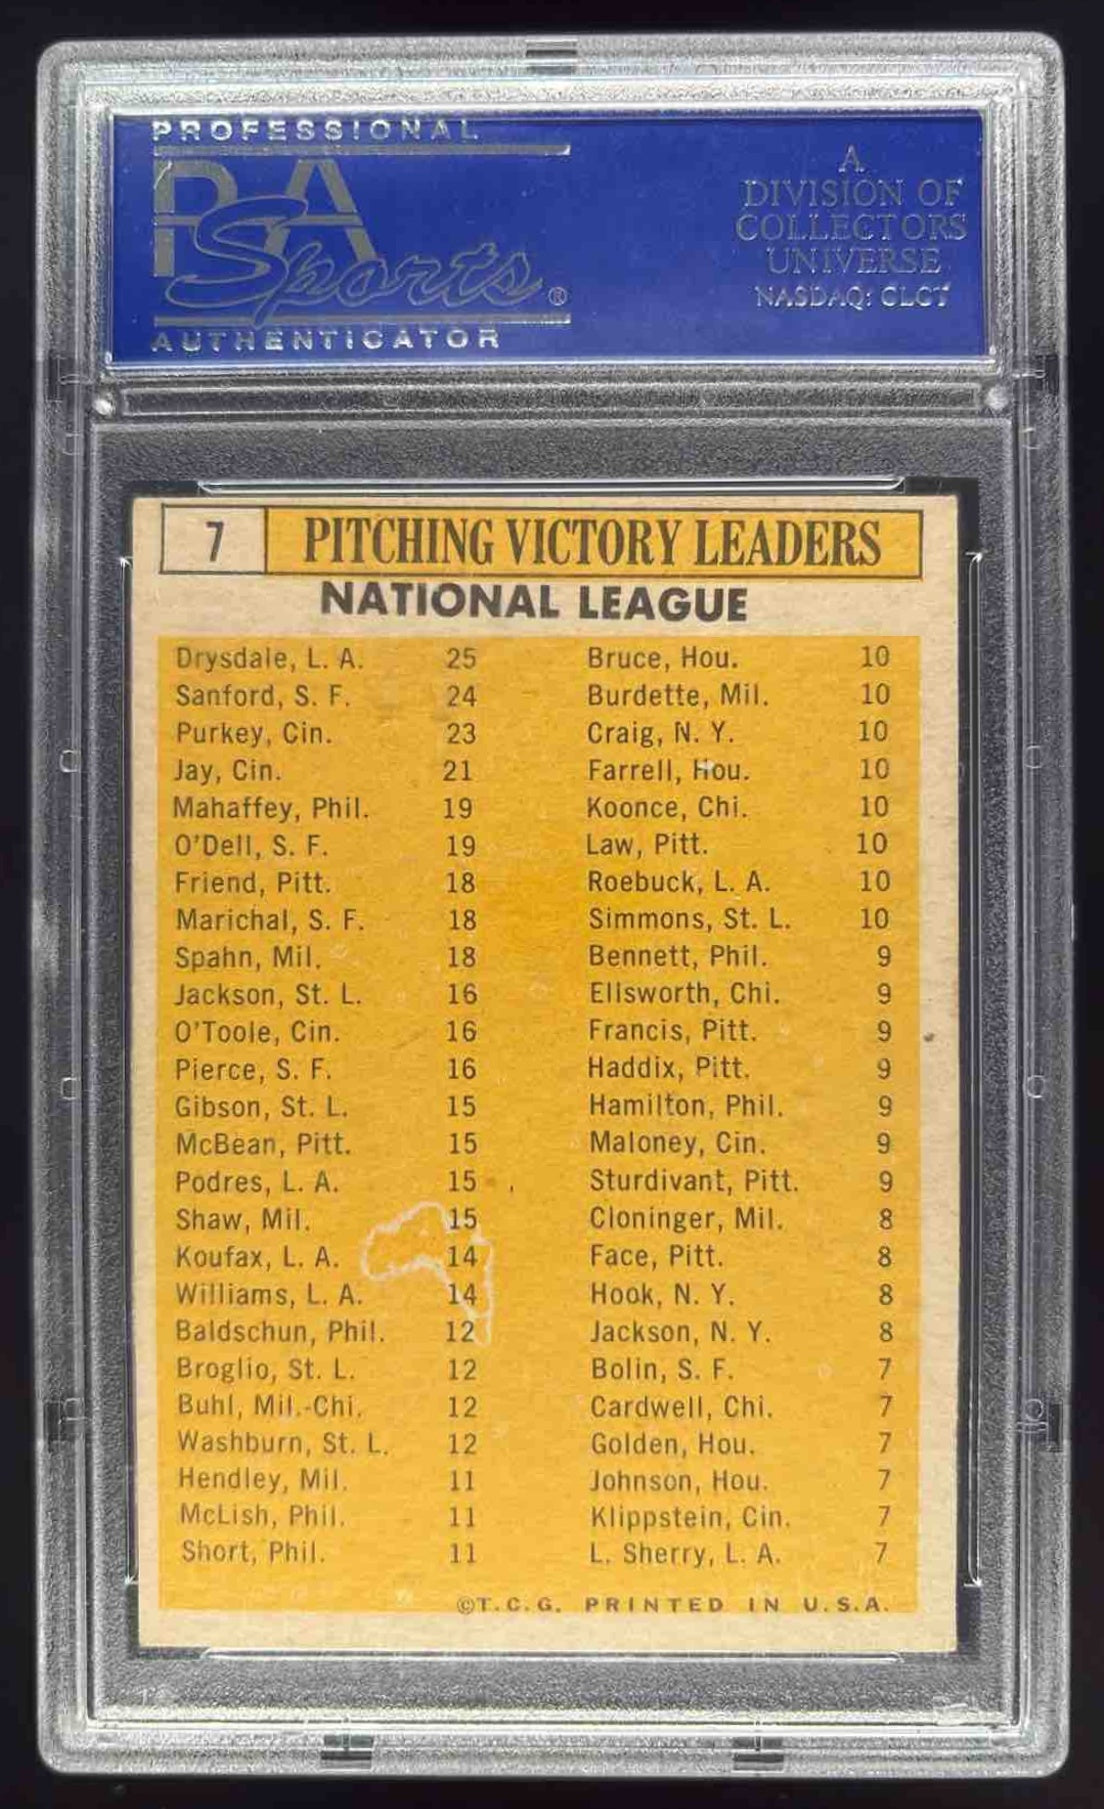 PROFESSIONAL
PSA
Sports ®
AUTHENTICATOR
A
DIVISION OF
COLLECTORS
UNIVERSE
NASDAQ: CLCT
7 PITCHING VICTORY LEADERS
NATIONAL LEAGUE
Drysdale, L. A. 25
Sanford, S. F. 24
Purkey, Cin. 23
Jay, Cin. 21
Mahaffey, Phil. 19
O'Dell, S. F. 19
Friend, Pitt. 18
Marichal, S. F. 18
Spahn, Mil. 18
Jackson, St. L. 16
O'Toole, Cin. 16
Pierce, S. F. 16
Gibson, St. L. 15
McBean, Pitt. 15
Podres, L. A. 15
Shaw, Mil. 15
Koufax, L. A. 14
Williams, L. A. 14
Baldschun, Phil. 12
Broglio, St. L. 12
Buhl, Mil.-Chi. 12
Washburn, St. L. 12
Hendley, Mil. 11
McLish, Phil. 11
Short, Phil. 11
Bruce, Hou. 10
Burdette, Mil. 10
Craig, N. Y. 10
Farrell, Hou. 10
Koonce, Chi. 10
Law, Pitt. 10
Roebuck, L. A. 10
Simmons, St. L. 10
Bennett, Phil. 9
Ellsworth, Chi. 9
Francis, Pitt. 9
Haddix, Pitt. 9
Hamilton, Phil. 9
Maloney, Cin. 9
Sturdivant, Pitt. 9
Cloninger, Mil. 8
Face, Pitt. 8
Hook, N. Y. 8
Jackson, N. Y. 8
Bolin, S. F. 7
Cardwell, Chi. 7
Golden, Hou. 7
Johnson, Hou. 7
Klippstein, Cin. 7
L. Sherry, L. A. 7
©T.C.G. PRINTED IN U.S.A.